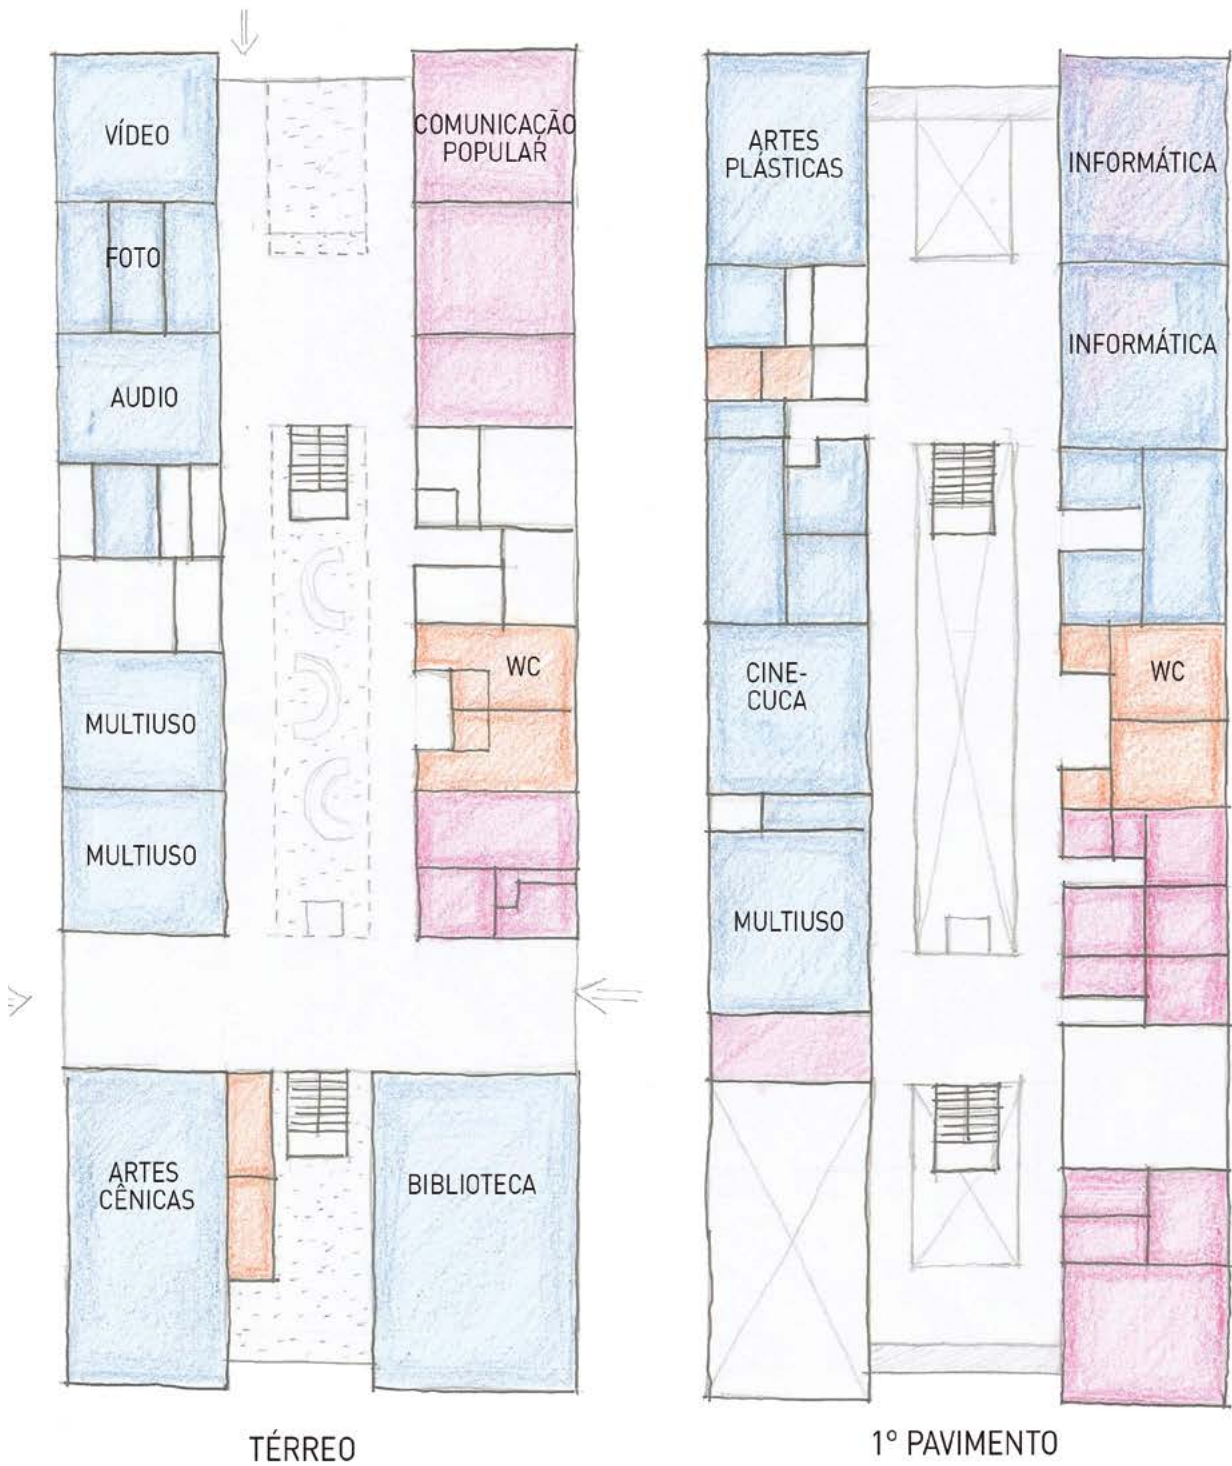 VÍDEO
FOTO
AUDIO
MULTIUSO
MULTIUSO
ARTES
CÊNICAS
COMUNICAÇÃO
POPULAR
WC
BIBLIOTECA
TÉRREO
ARTES
PLÁSTICAS
CINE-
CUCA
MULTIUSO
INFORMÁTICA
INFORMÁTICA
WC
1º PAVIMENTO